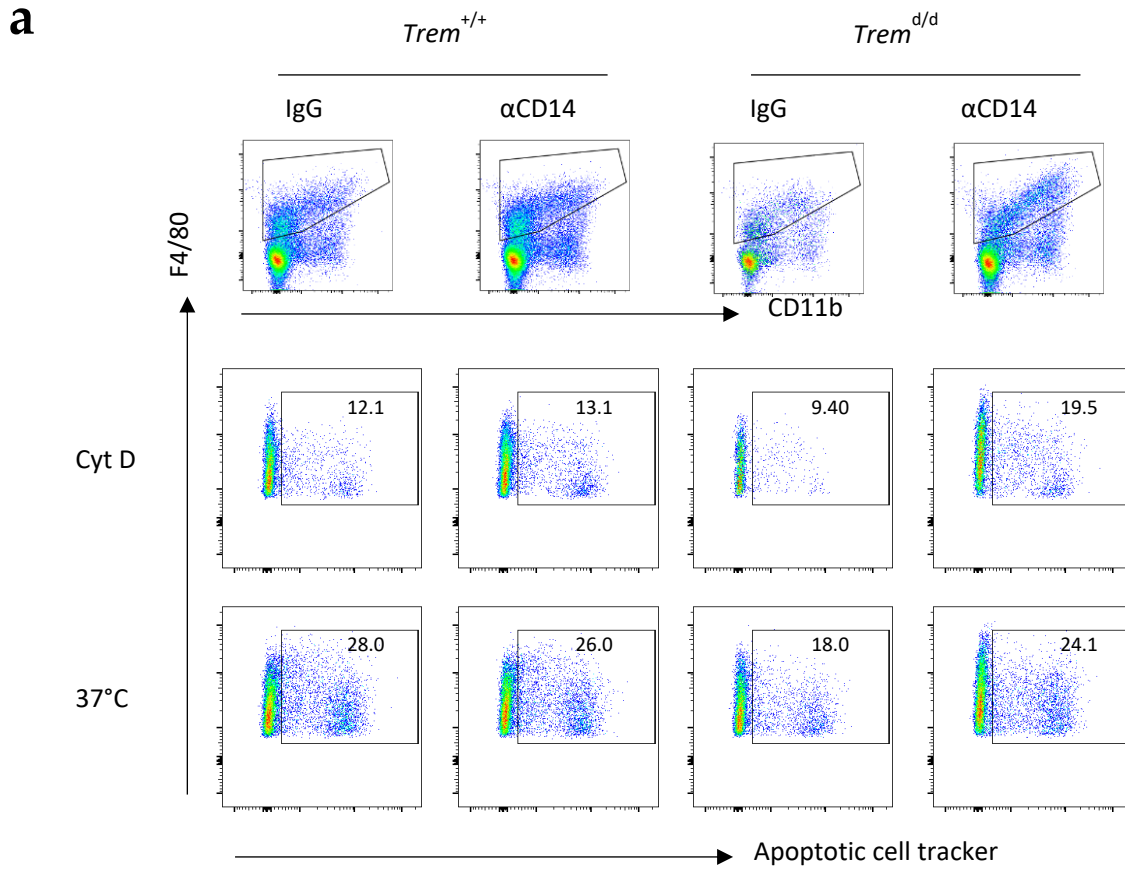 a
Trem+/+ Tremd/d
IgG αCD14 IgG αCD14
F4/80
CD11b
Cyt D 12.1 13.1 9.40 19.5
37°C 28.0 26.0 18.0 24.1
Apoptotic cell tracker